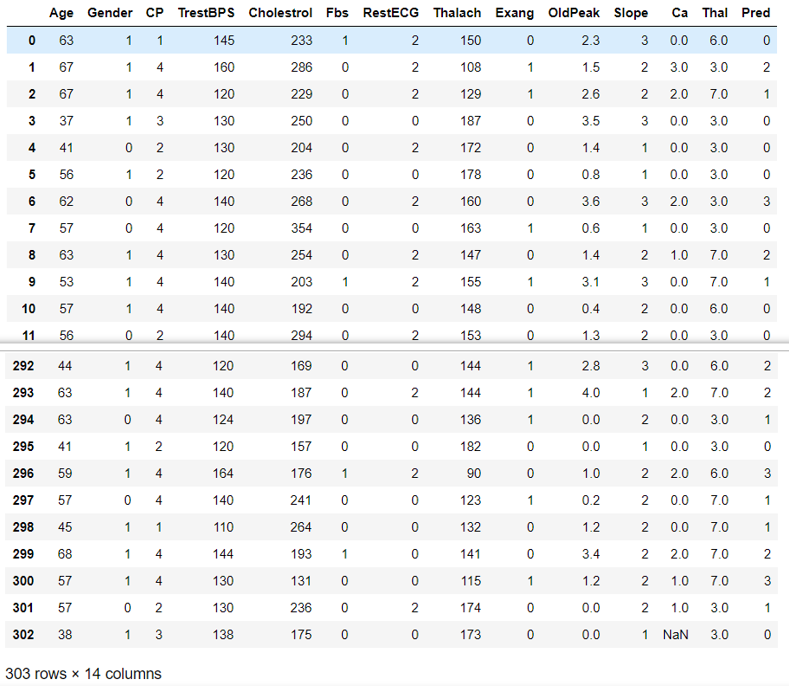 Age Gender CP TrestBPS Cholestrol Fbs RestECG Thalach Exang OldPeak Slope Ca Thal Pred
0 63 1 1 145 233 1 2 150 0 2.3 3 0.0 6.0 0
1 67 1 4 160 286 0 2 108 1 1.5 2 3.0 3.0 2
2 67 1 4 120 229 0 2 129 1 2.6 2 2.0 7.0 1
3 37 1 3 130 250 0 0 187 0 3.5 3 0.0 3.0 0
4 41 0 2 130 204 0 2 172 0 1.4 1 0.0 3.0 0
5 56 1 2 120 236 0 0 178 0 0.8 1 0.0 3.0 0
6 62 0 4 140 268 0 2 160 0 3.6 3 2.0 3.0 3
7 57 0 4 120 354 0 0 163 1 0.6 1 0.0 3.0 0
8 63 1 4 130 254 0 2 147 0 1.4 2 1.0 7.0 2
9 53 1 4 140 203 1 2 155 1 3.1 3 0.0 7.0 1
10 57 1 4 140 192 0 0 148 0 0.4 2 0.0 6.0 0
11 56 0 2 140 294 0 2 153 0 1.3 2 0.0 3.0 0
292 44 1 4 120 169 0 0 144 1 2.8 3 0.0 6.0 2
293 63 1 4 140 187 0 2 144 1 4.0 1 2.0 7.0 2
294 63 0 4 124 197 0 0 136 1 0.0 2 0.0 3.0 1
295 41 1 2 120 157 0 0 182 0 0.0 1 0.0 3.0 0
296 59 1 4 164 176 1 2 90 0 1.0 2 2.0 6.0 3
297 57 0 4 140 241 0 0 123 1 0.2 2 0.0 7.0 1
298 45 1 1 110 264 0 0 132 0 1.2 2 0.0 7.0 1
299 68 1 4 144 193 1 0 141 0 3.4 2 2.0 7.0 2
300 57 1 4 130 131 0 0 115 1 1.2 2 1.0 7.0 3
301 57 0 2 130 236 0 2 174 0 0.0 2 1.0 3.0 1
302 38 1 3 138 175 0 0 173 0 0.0 1 NaN 3.0 0
303 rows × 14 columns